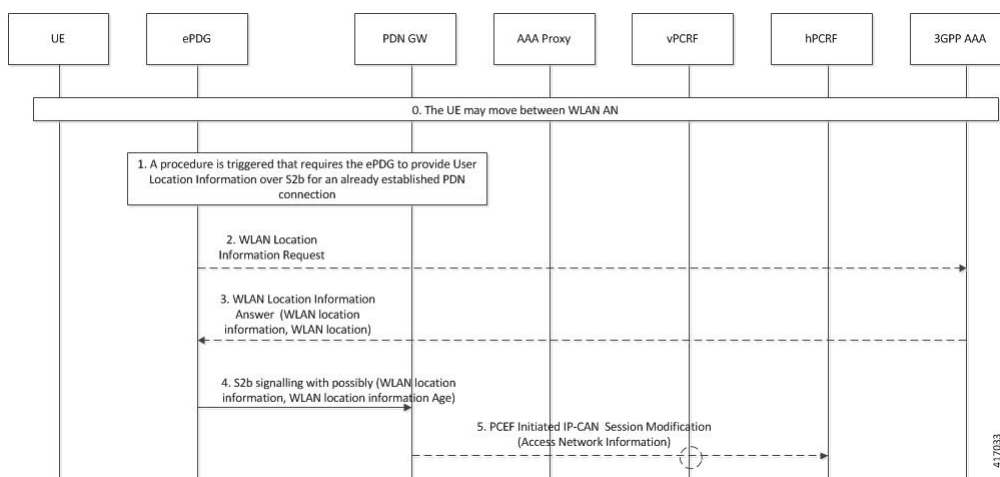 UE
ePDG
PDN GW
AAA Proxy
vPCRF
hPCRF
3GPP AAA
0. The UE may move between WLAN AN
1. A procedure is triggered that requires the ePDG to provide User
Location Information over S2b for an already established PDN
connection
2. WLAN Location
Information Request
3. WLAN Location Information
Answer (WLAN location
information, WLAN location)
4. S2b signalling with possibly (WLAN location
information, WLAN location information Age)
5. PCEF Initiated IP-CAN Session Modification
(Access Network Information)
417033